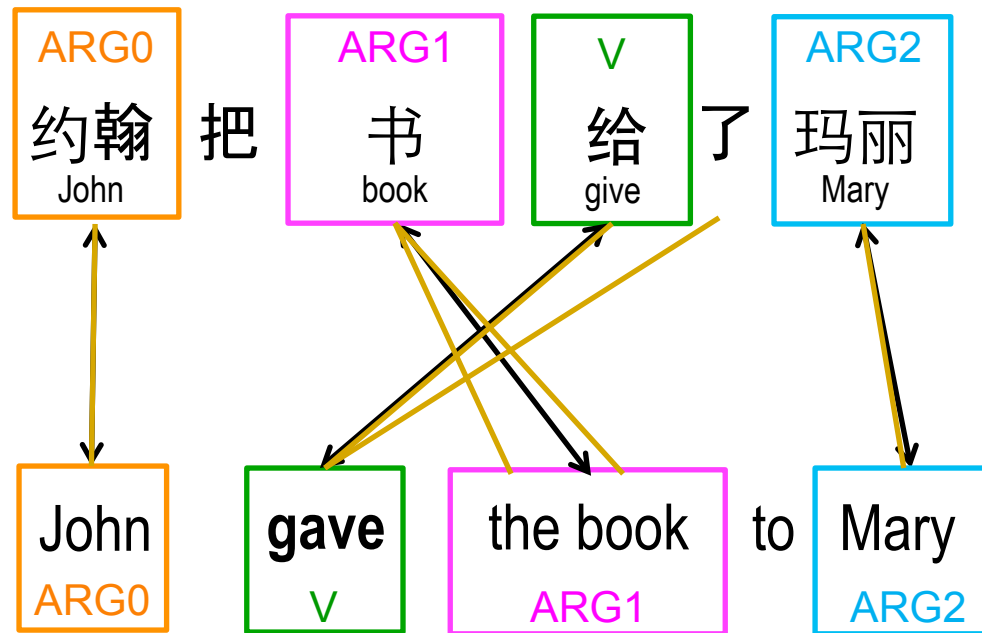 ARG0 ARG1 V ARG2
约翰 把 书 给 了 玛丽
John book give Mary
John gave the book to Mary
ARG0 V ARG1 ARG2